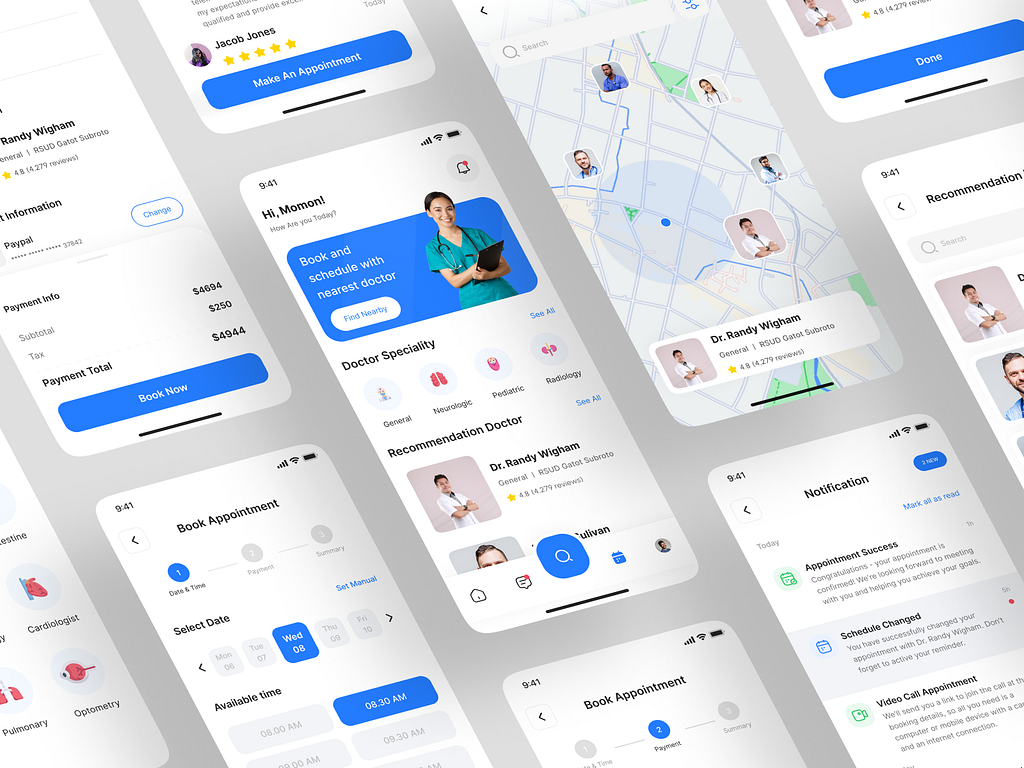 my expectations
qualified and provide exce
Today
Jacob Jones
Make An Appointment
Randy Wigham
eneral | RSUD Gatot Subroto
4.8 (4,279 reviews)
t Information
Paypal
•••• ••••• ••••• 37842
Change
Payment Info
Subtotal
$4694
Tax
$250
Payment Total
$4944
Book Now
estine
Cardiologist
Pulmonary
Optometry
9:41
Hi, Momon!
How Are you Today?
Book and
schedule with
nearest doctor
Find Nearby
Doctor Speciality
See All
General
Neurologic
Pediatric
Radiology
Recommendation Doctor
See All
Dr. Randy Wigham
General | RSUD Gatot Subroto
4.8 (4,279 reviews)
Culivan
9:41
Book Appointment
1
2
3
Date & Time
Payment
Summary
Set Manual
Select Date
Mon
06
Tue
07
Wed
08
Thu
09
Fri
10
Available time
08.00 AM
08.30 AM
09.00 AM
09.30 AM
Search
Dr. Randy Wigham
General | RSUD Gatot Subroto
4.8 (4,279 reviews)
9:41
Book Appointment
1
2
Date & Time
Payment
Summary
4.8 (4,279 reviews)
Done
9:41
Recommendation
Search
9:41
Notification
2 NEW
Mark all as read
Today
Appointment Success
1h
Congratulations - your appointment is
confirmed! We're looking forward to meeting
with you and helping you achieve your goals.
Schedule Changed
5h
You have successfully changed your
appointment with Dr. Randy Wigham. Don't
forget to active your reminder.
Video Call Appointment
We'll send you a link to join the call at the
booking details, so all you need is a
computer or mobile device with a ca
and an internet connection.